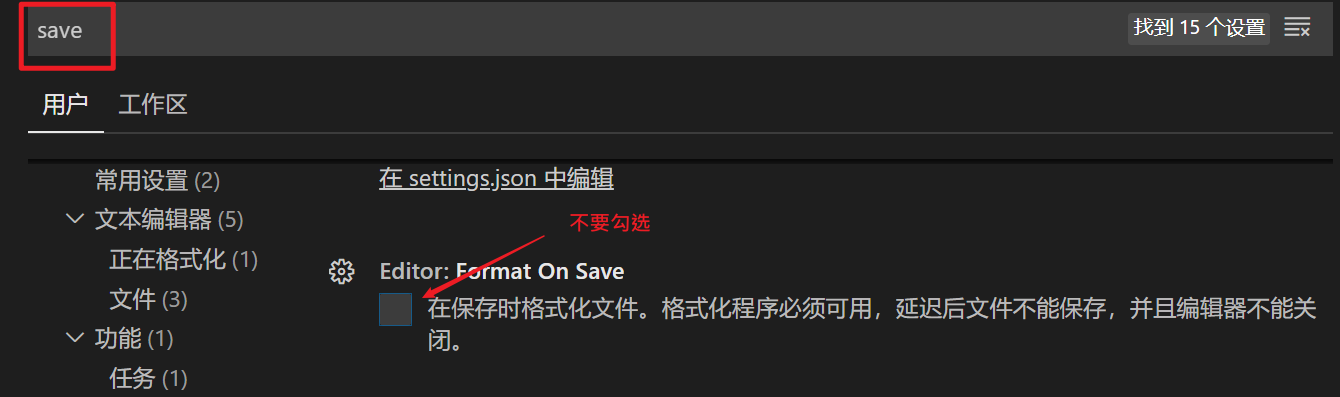 save
找到 15 个设置
用户 工作区
常用设置 (2)
在 settings.json 中编辑
文本编辑器 (5)
不要勾选
正在格式化 (1)
Editor: Format On Save
文件 (3)
在保存时格式化文件。格式化程序必须可用，延迟后文件不能保存，并且编辑器不能关
闭。
功能 (1)
任务 (1)